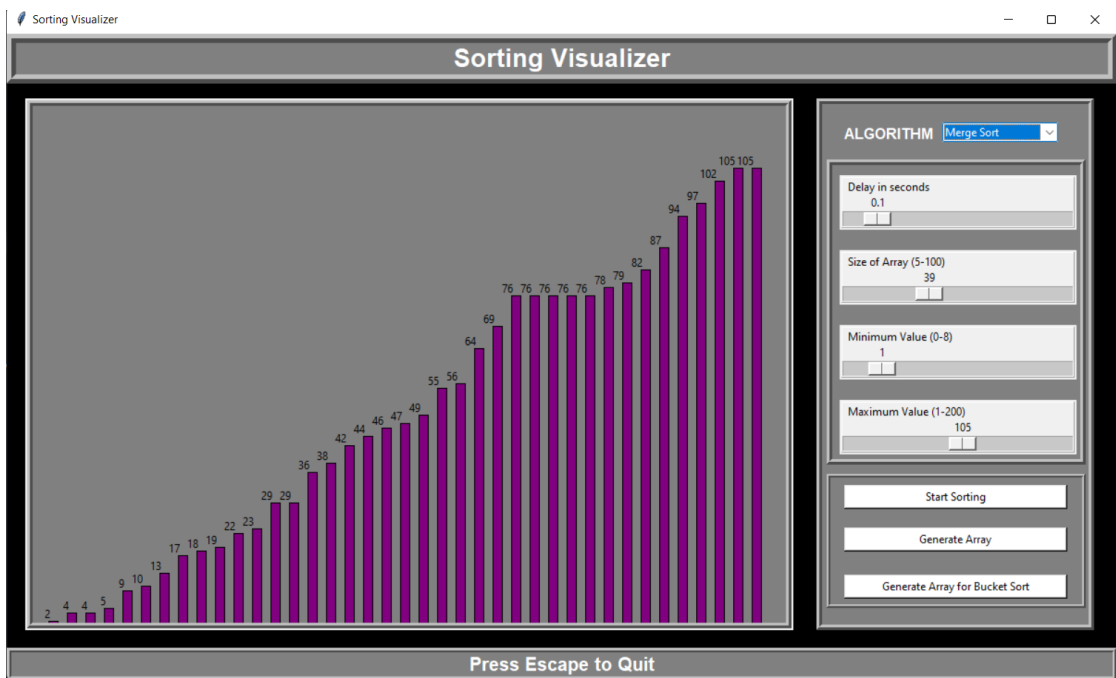 Sorting Visualizer
Sorting Visualizer
ALGORITHM Merge Sort
Delay in seconds
0.1
Size of Array (5-100)
39
Minimum Value (0-8)
1
Maximum Value (1-200)
105
Start Sorting
Generate Array
Generate Array for Bucket Sort
2 4 4 5 9 10 13 17 18 19 22 23 29 29 36 38 42 44 46 47 49 55 56 64 69 76 76 76 76 76 78 79 82 87 94 97 102 105 105
Press Escape to Quit